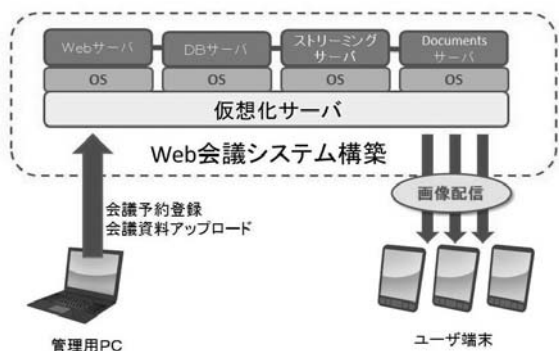 Webサーバ
DBサーバ
ストリーミング
サーバ
Documents
サーバ
OS
OS
OS
OS
仮想化サーバ
Web会議システム構築
会議予約登録
会議資料アップロード
画像配信
管理用PC
ユーザ端末